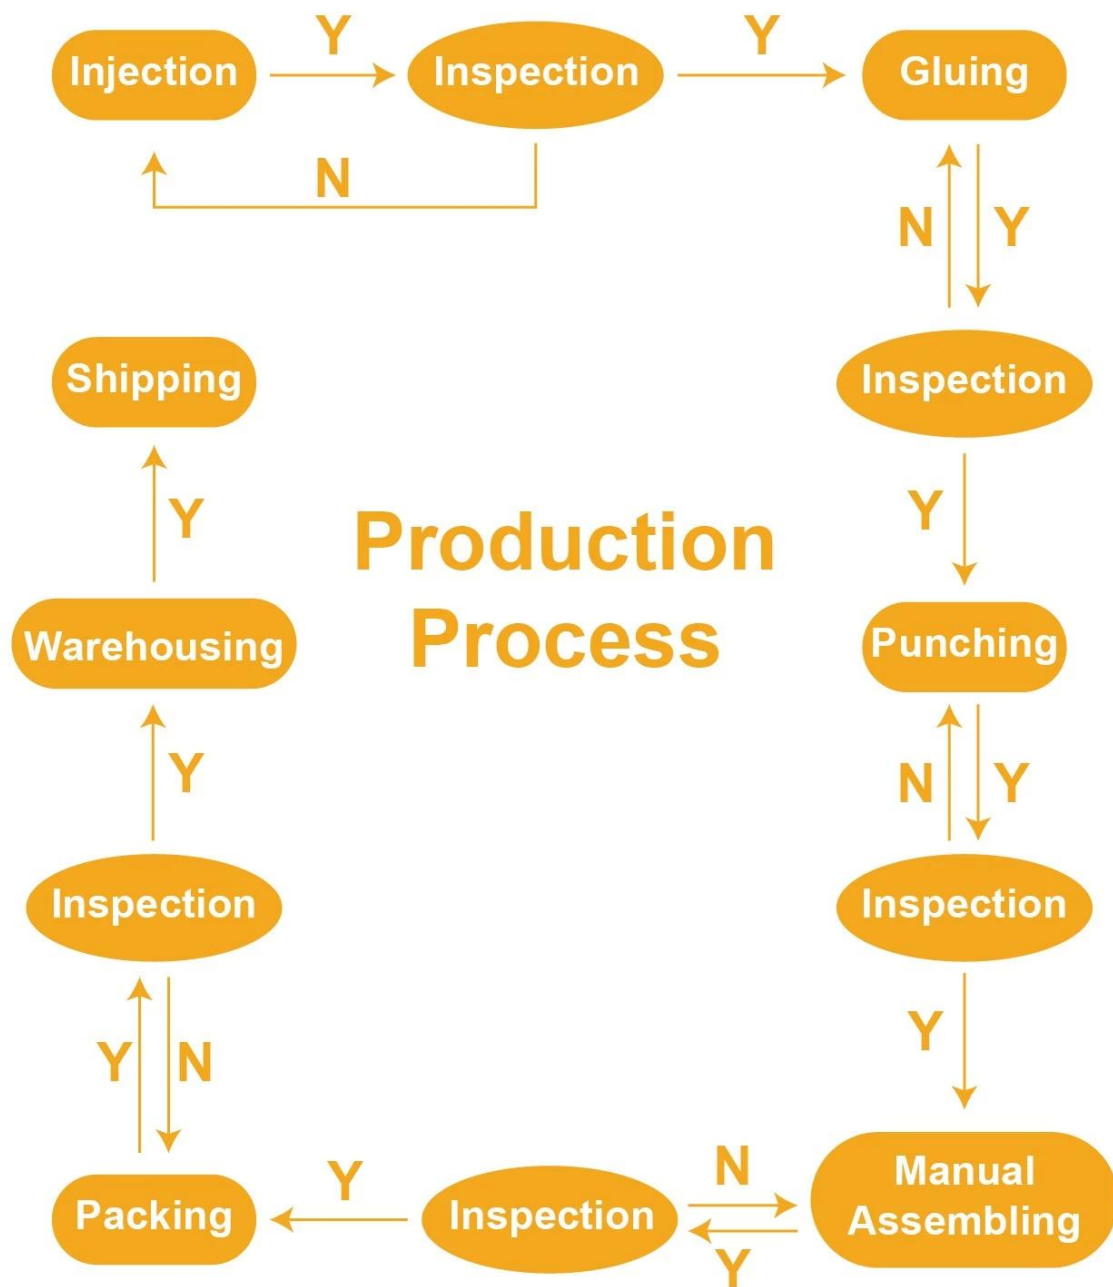 Injection
Y
Inspection
Y
Gluing
N
N
Y
Inspection
Y
Punching
N
Y
Inspection
Y
Manual
Assembling
N
Y
Inspection
Y
Packing
Y
N
Inspection
Y
Warehousing
Y
Shipping
Production
Process